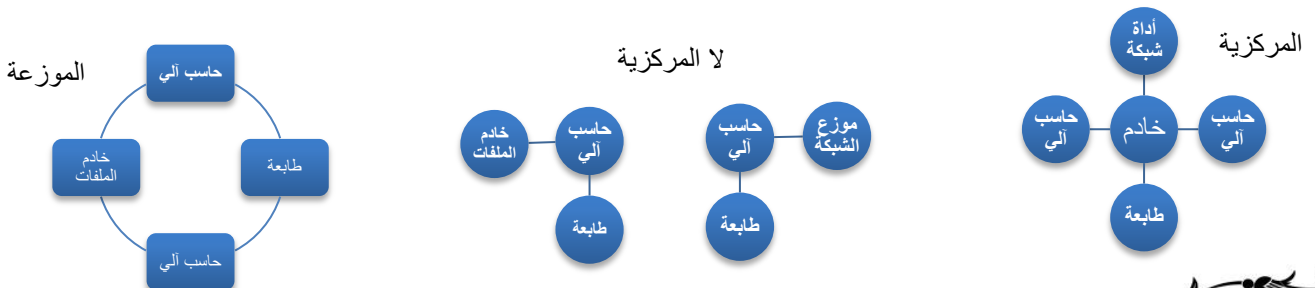 المركزية
أداة
شبكة
حاسب
آلي
خادم
حاسب
آلي
طابعة
لا المركزية
موزع
الشبكة
حاسب
آلي
طابعة
حاسب
آلي
خادم
الملفات
طابعة
الموزعة
حاسب آلي
طابعة
حاسب آلي
خادم
الملفات